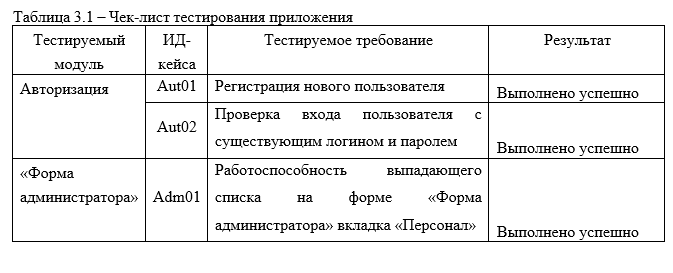 Таблица 3.1 – Чек-лист тестирования приложения
Тестируемый модуль
ИД-кейса
Тестируемое требование
Результат
Авторизация
Aut01
Регистрация нового пользователя
Выполнено успешно
Aut02
Проверка входа пользователя с
существующим логином и паролем
Выполнено успешно
«Форма
администратора»
Adm01
Работоспособность выпадающего
списка на форме «Форма
администратора» вкладка «Персонал»
Выполнено успешно